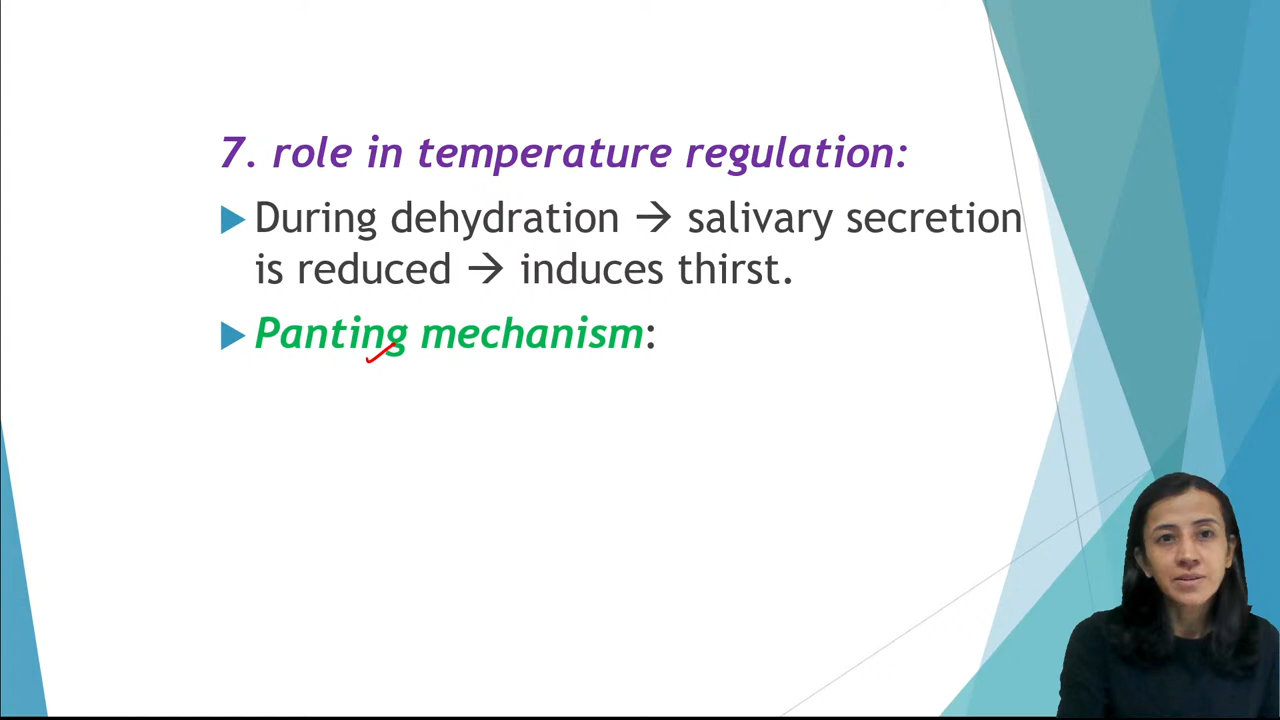 7. role in temperature regulation:
During dehydration → salivary secretion
is reduced → induces thirst.
Panting mechanism: